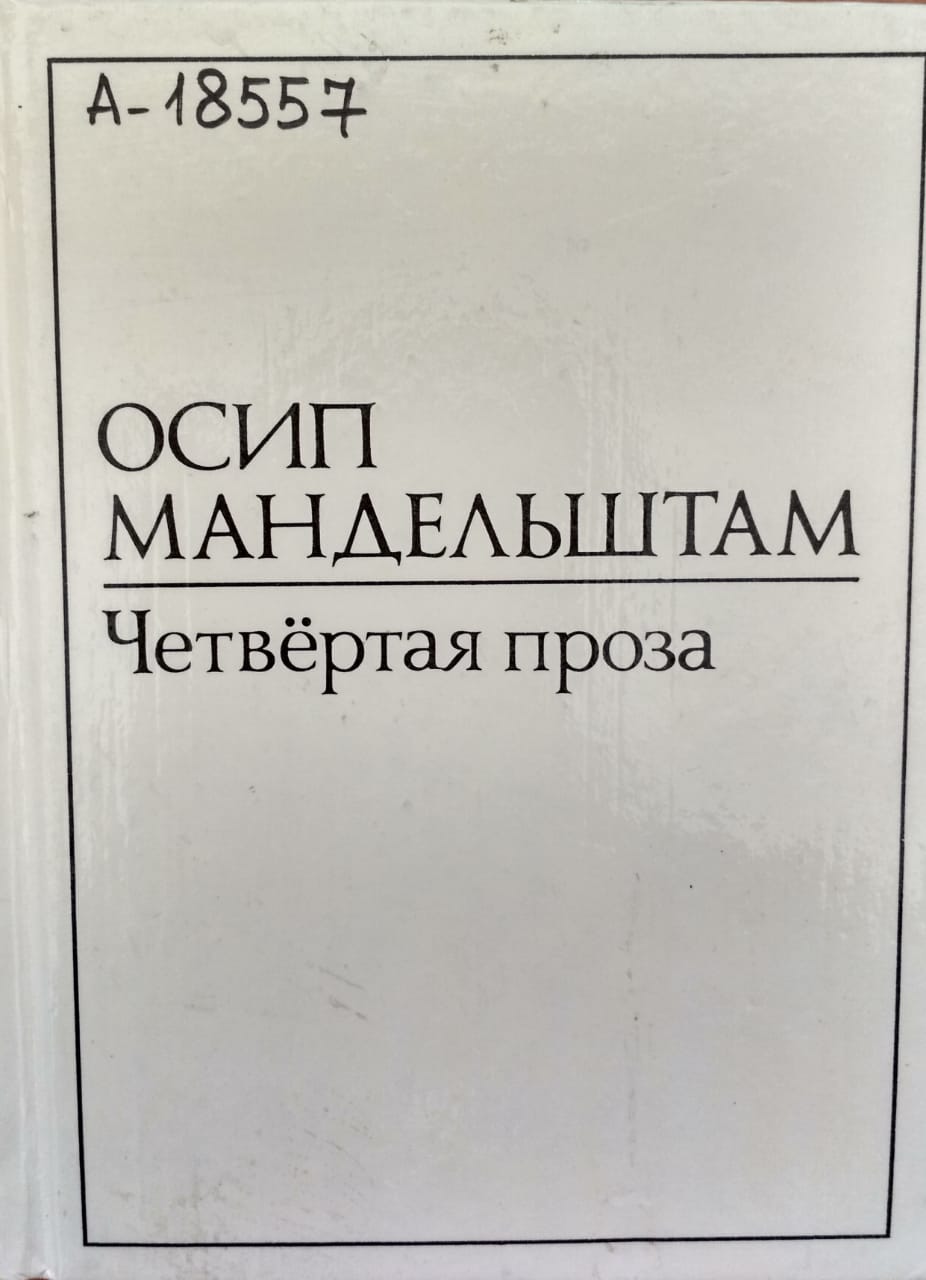 А-18557
ОСИП
МАНДЕЛЬШТАМ
Четвёртая проза